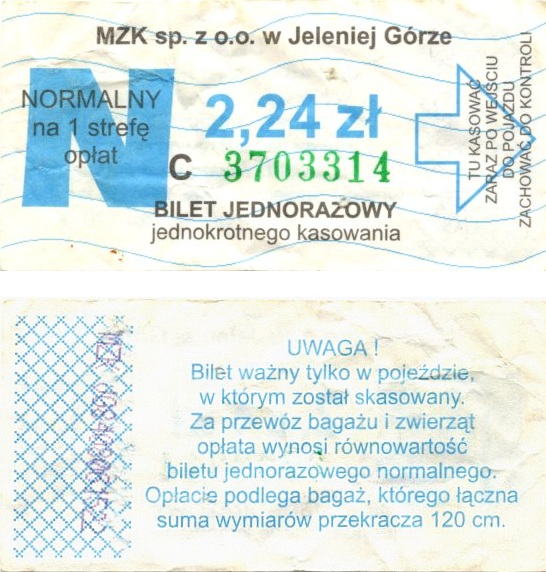 MZK sp. z o.o. w Jeleniej Górze
NORMALNY
na 1 strefę
opłat
2,24 zł
C 3703314
BILET JEDNORAZOWY
jednokrotnego kasowania
TU KASOWAĆ
ZARAZ PO WEJŚCIU
DO POJAZDU
ZACHOWAĆ DO KONTROLI
UWAGA !
Bilet ważny tylko w pojeździe,
w którym został skasowany.
Za przewóz bagażu i zwierząt
opłata wynosi równowartość
biletu jednorazowego normalnego.
Opłacie podlega bagaż, którego łączna
suma wymiarów przekracza 120 cm.